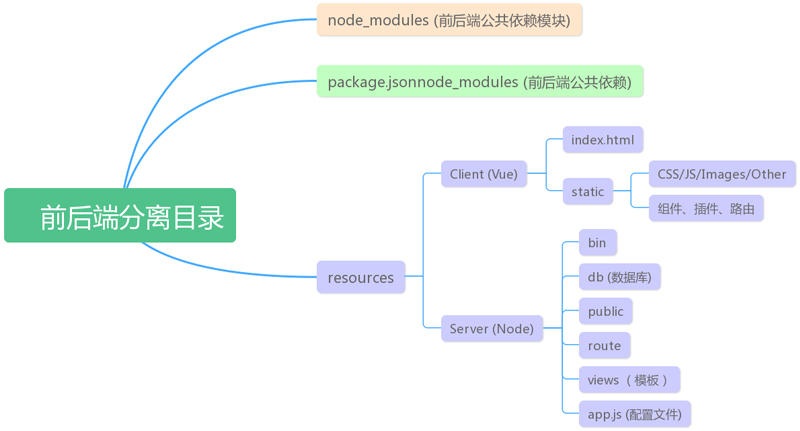 node_modules (前后端公共依赖模块)
package.jsonnode_modules (前后端公共依赖)
前后端分离目录
resources
Client (Vue)
index.html
static
CSS/JS/Images/Other
组件、插件、路由
Server (Node)
bin
db (数据库)
public
route
views （ 模板 ）
app.js (配置文件)